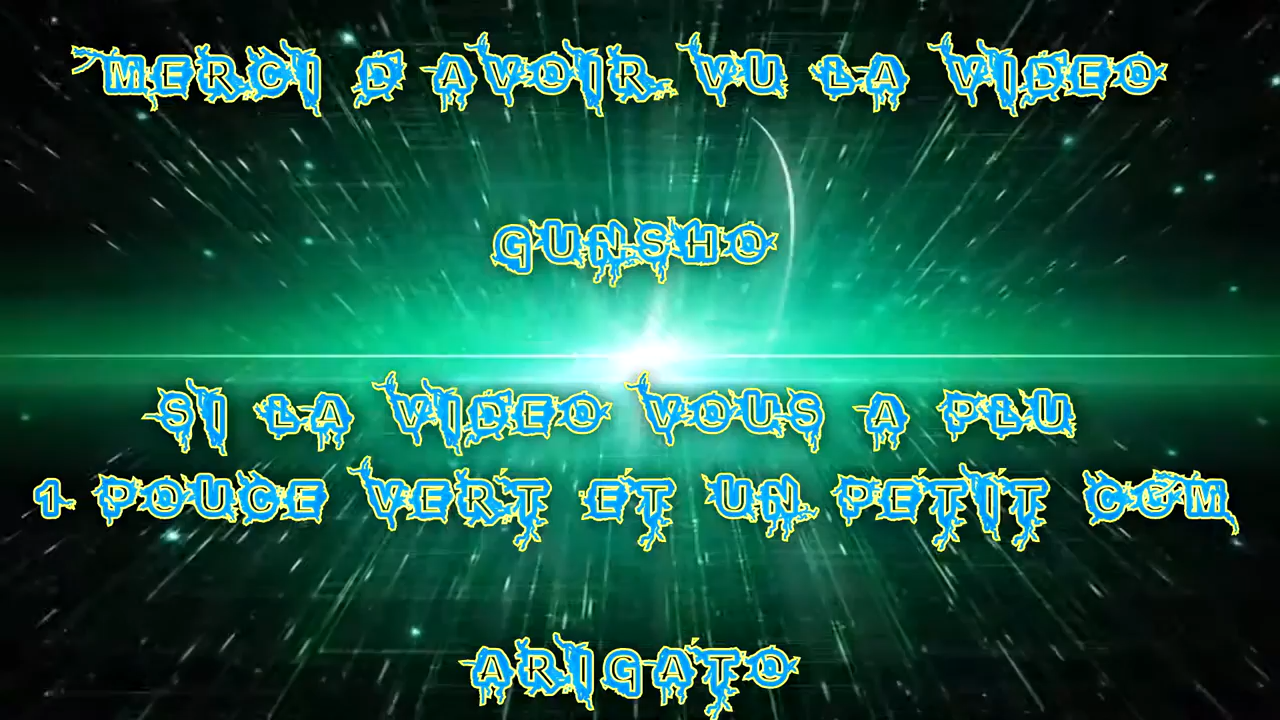 MERCI D AVOIR VU LA VIDEO
GUNSHO
SI LA VIDEO VOUS A PLU
1 POUCE VERT ET UN PETIT COM
ARIGATO